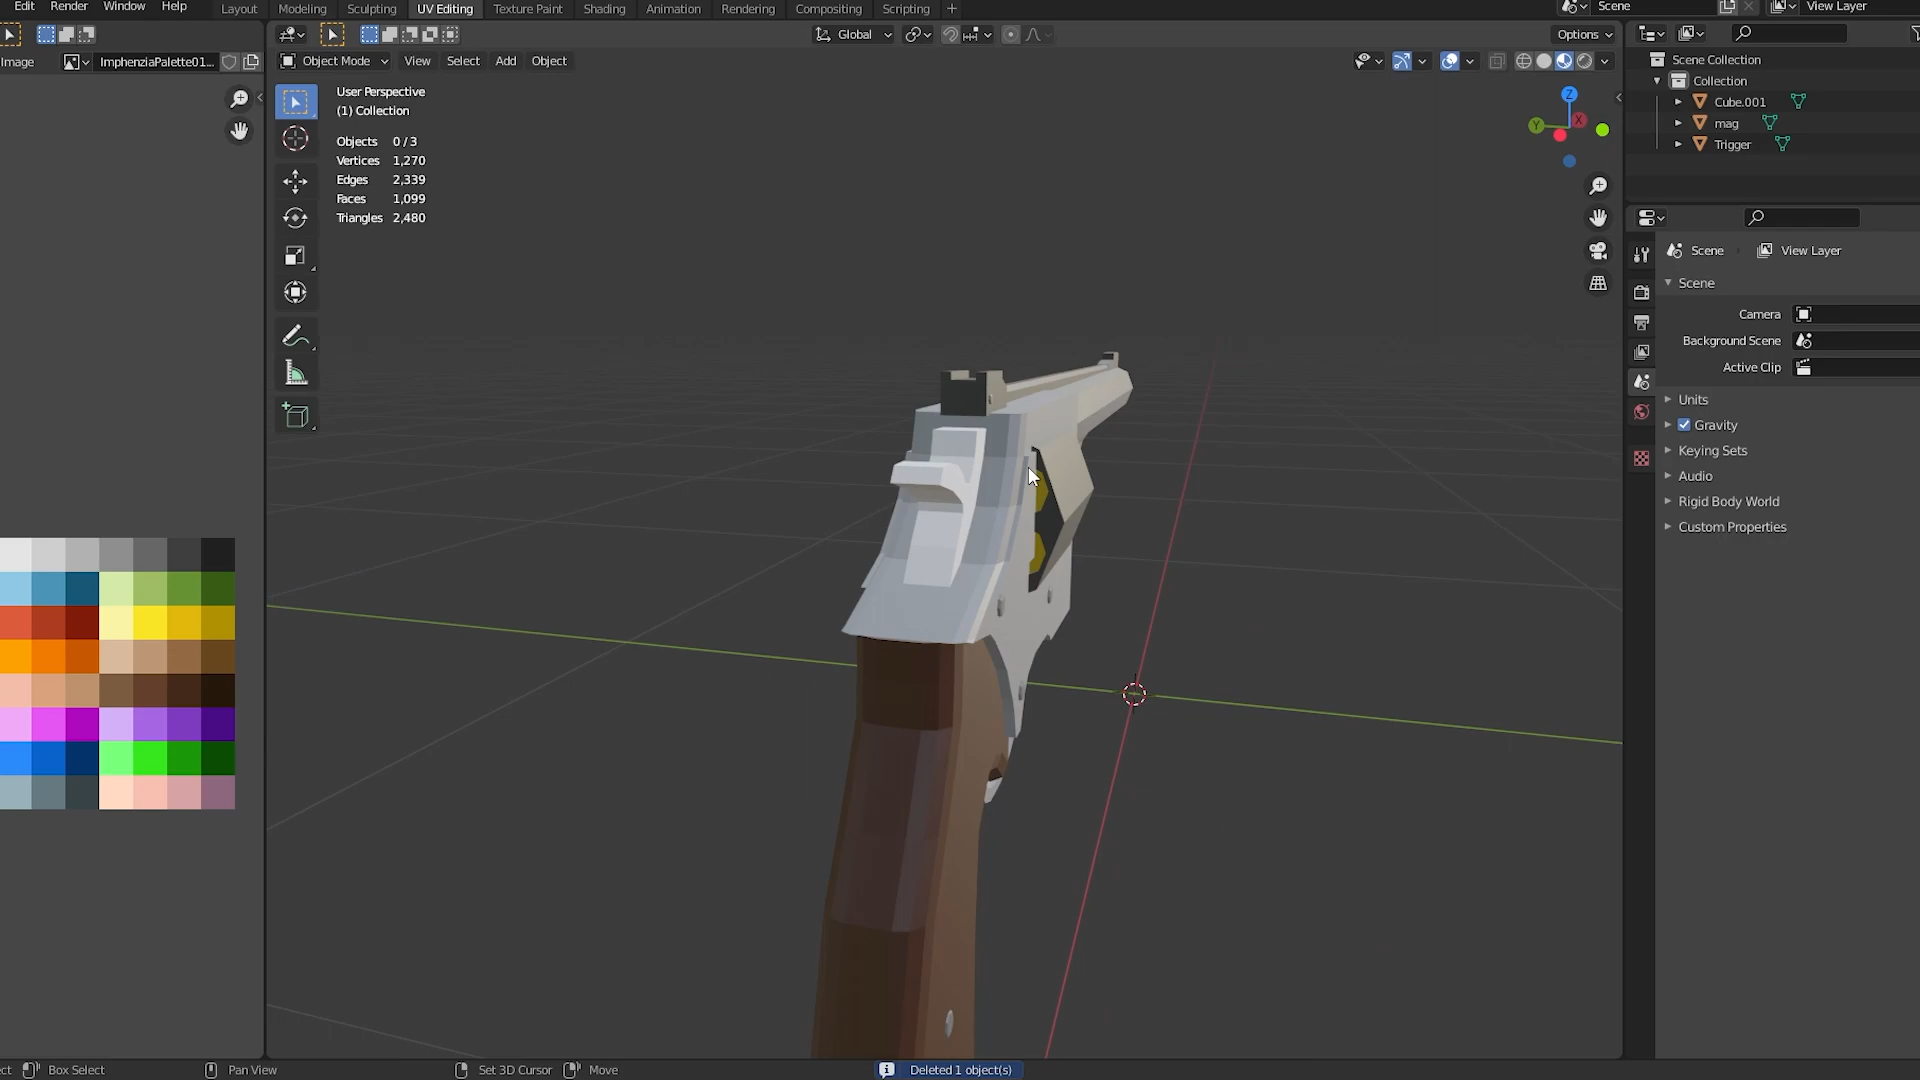 Edit Render Window Help
Layout Modeling Sculpting UV Editing Texture Paint Shading Animation Rendering Compositing Scripting +
Scene View Layer
Global Options
Image ImphenziaPalette01...
Object Mode View Select Add Object
User Perspective
(1) Collection
Objects 0 / 3
Vertices 1,270
Edges 2,339
Faces 1,099
Triangles 2,480
Z
Y X
Scene Collection
Collection
Cube.001
mag
Trigger
Scene View Layer
Scene
Camera
Background Scene
Active Clip
Units
Gravity
Keying Sets
Audio
Rigid Body World
Custom Properties
ct Box Select Pan View Set 3D Cursor Move Deleted 1 object(s)